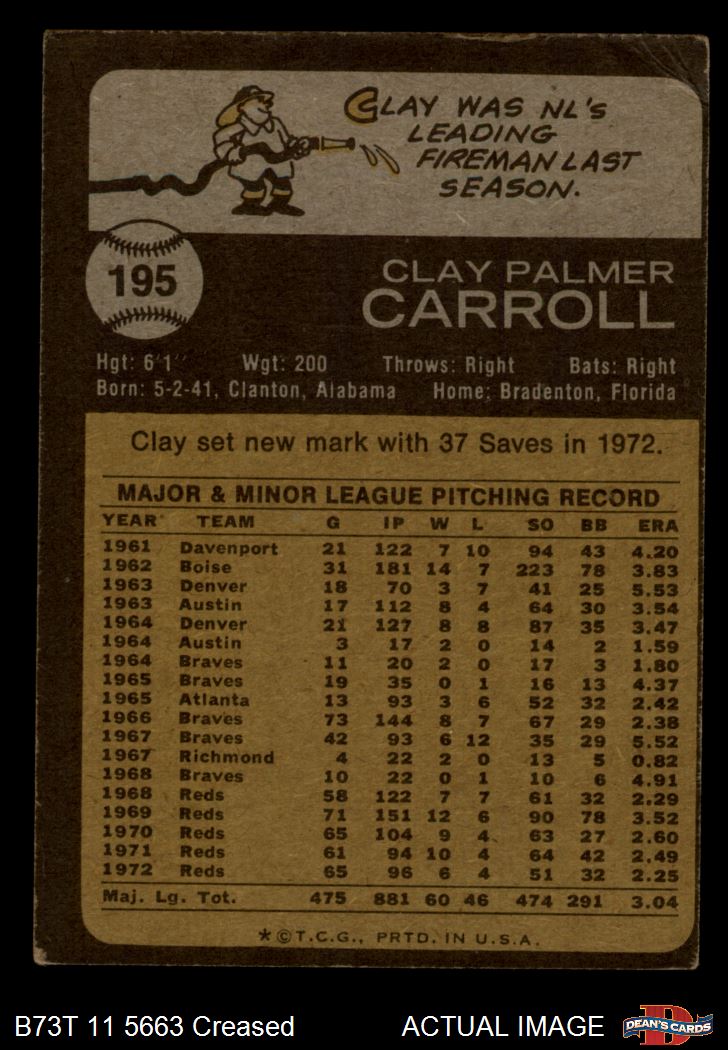 CLAY WAS NL'S
LEADING
FIREMAN LAST
SEASON.
195
CLAY PALMER
CARROLL
Hgt: 6'1" Wgt: 200 Throws: Right Bats: Right
Born: 5-2-41, Clanton, Alabama Home: Bradenton, Florida
Clay set new mark with 37 Saves in 1972.
MAJOR & MINOR LEAGUE PITCHING RECORD
YEAR TEAM G IP W L SO BB ERA
1961 Davenport 21 122 7 10 94 43 4.20
1962 Boise 31 181 14 7 223 78 3.83
1963 Denver 18 70 3 7 41 25 5.53
1963 Austin 17 112 8 4 64 30 3.54
1964 Denver 21 127 8 8 87 35 3.47
1964 Austin 3 17 2 0 14 2 1.59
1964 Braves 11 20 2 0 17 3 1.80
1965 Braves 19 35 0 1 16 13 4.37
1965 Atlanta 13 93 3 6 52 32 2.42
1966 Braves 73 144 8 7 67 29 2.38
1967 Braves 42 93 6 12 35 29 5.52
1967 Richmond 4 22 2 0 13 5 0.82
1968 Braves 10 22 0 1 10 6 4.91
1968 Reds 58 122 7 7 61 32 2.29
1969 Reds 71 151 12 6 90 78 3.52
1970 Reds 65 104 9 4 63 27 2.60
1971 Reds 61 94 10 4 64 42 2.49
1972 Reds 65 96 6 4 51 32 2.25
Maj. Lg. Tot. 475 881 60 46 474 291 3.04
*©T.C.G., PRTD. IN U.S.A.
B73T 11 5663 Creased ACTUAL IMAGE
D
DEAN'S CARDS